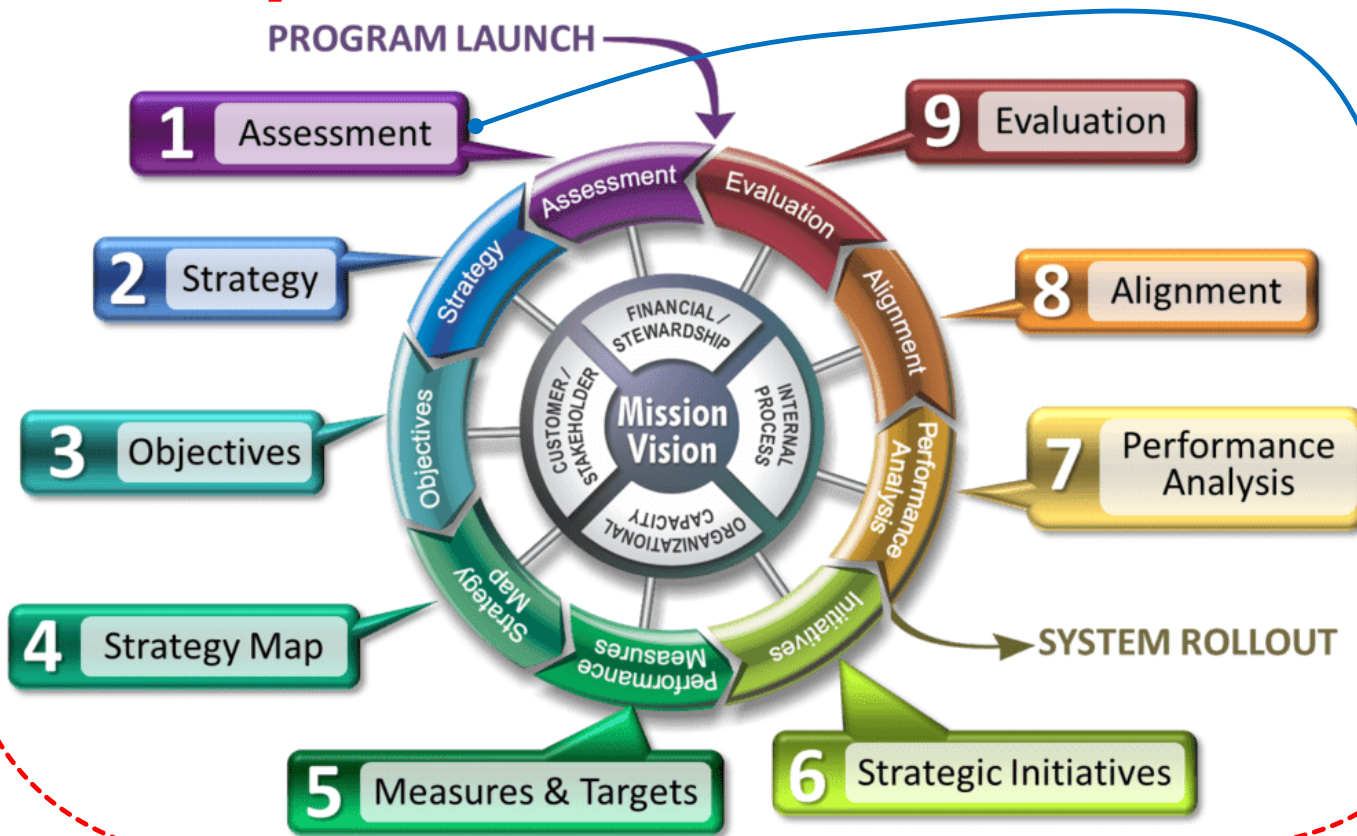 PROGRAM LAUNCH
1 Assessment
9 Evaluation
2 Strategy
8 Alignment
3 Objectives
7 Performance
Analysis
4 Strategy Map
SYSTEM ROLLOUT
5 Measures & Targets
6 Strategic Initiatives
Assessment
Strategy
Objectives
Strategy
Map
Performance
Measures
Initiatives
Performance
Analysis
Alignment
Evaluation
FINANCIAL /
STEWARDSHIP
CUSTOMER /
STAKEHOLDER
INTERNAL
PROCESS
ORGANIZATIONAL
CAPACITY
Mission
Vision